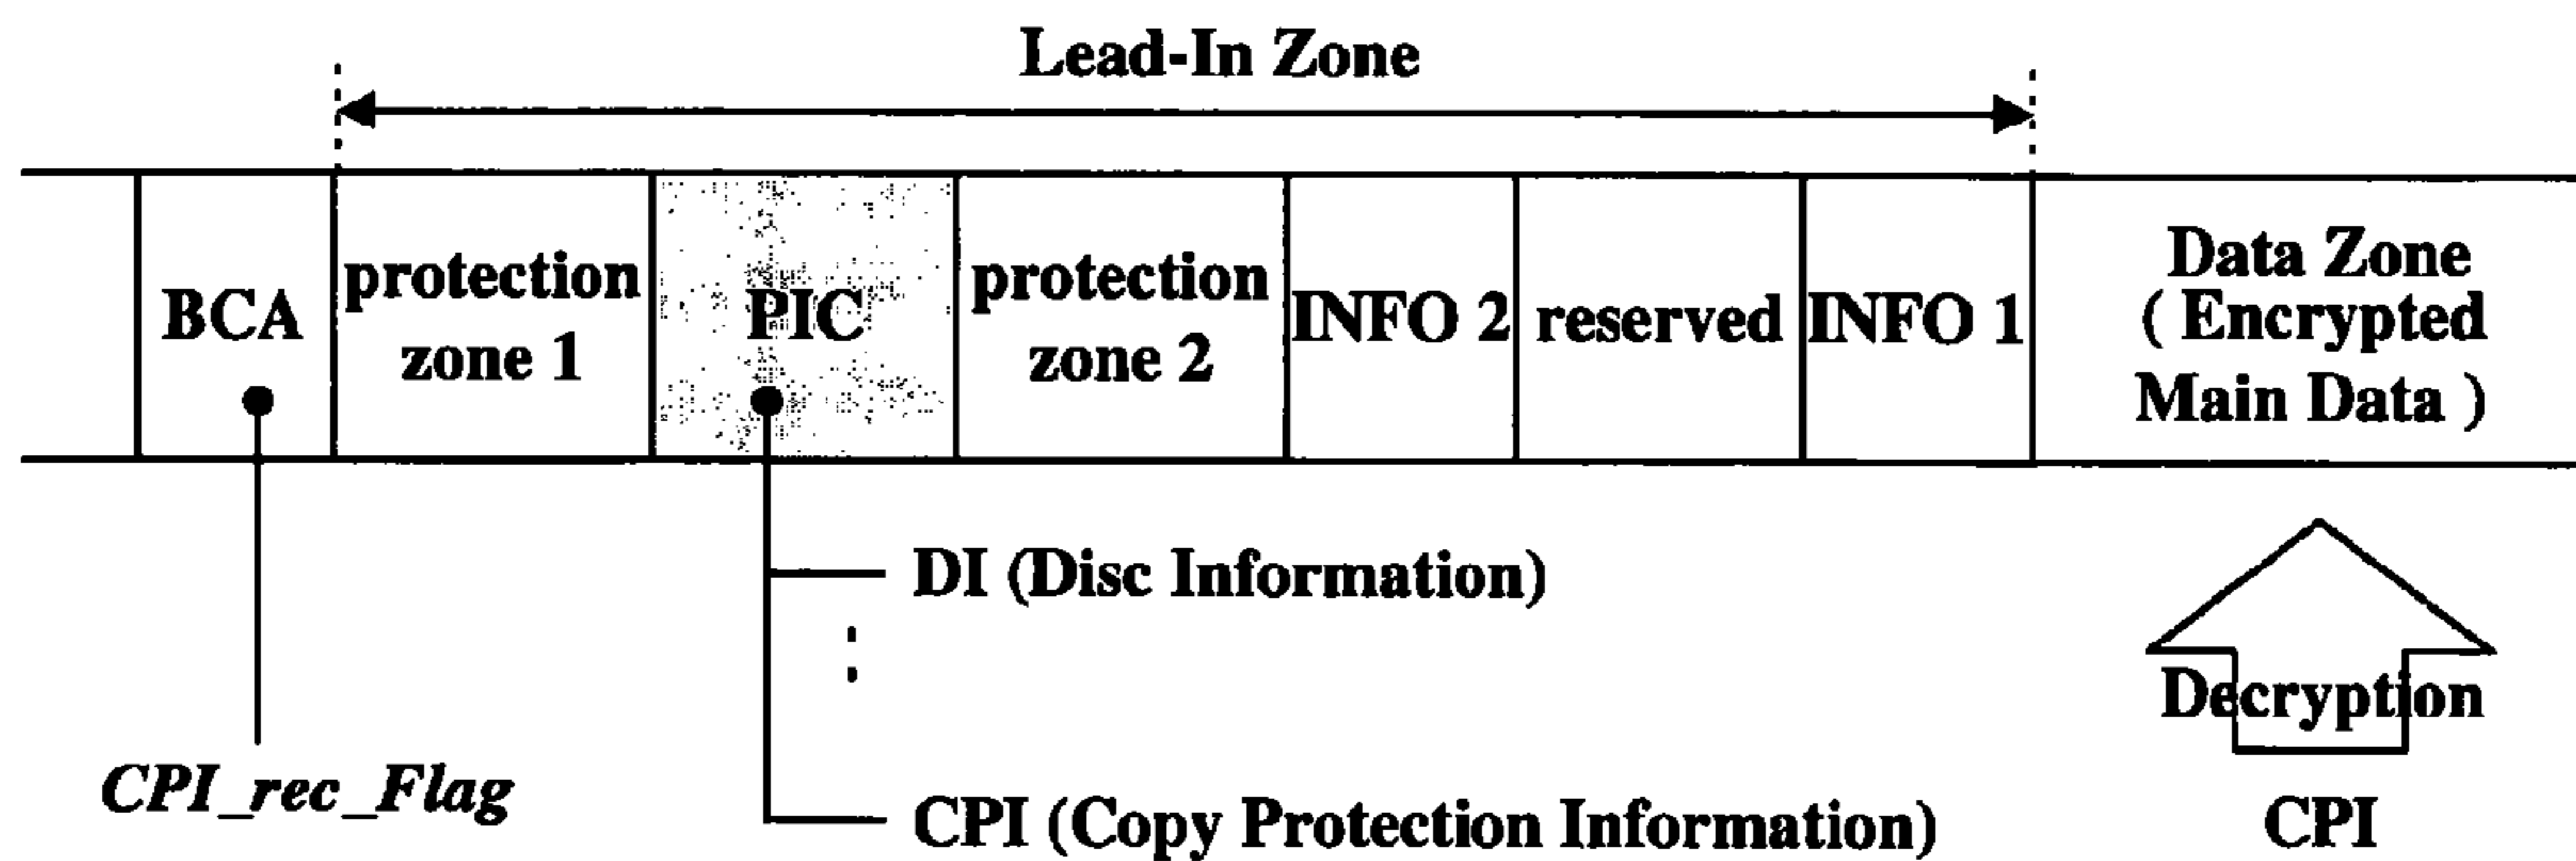 Lead-In Zone
BCA
protection
zone 1
PIC
protection
zone 2
INFO 2
reserved
INFO 1
Data Zone
( Encrypted
Main Data )
DI (Disc Information)
Decryption
CPI_rec_Flag
CPI (Copy Protection Information)
CPI